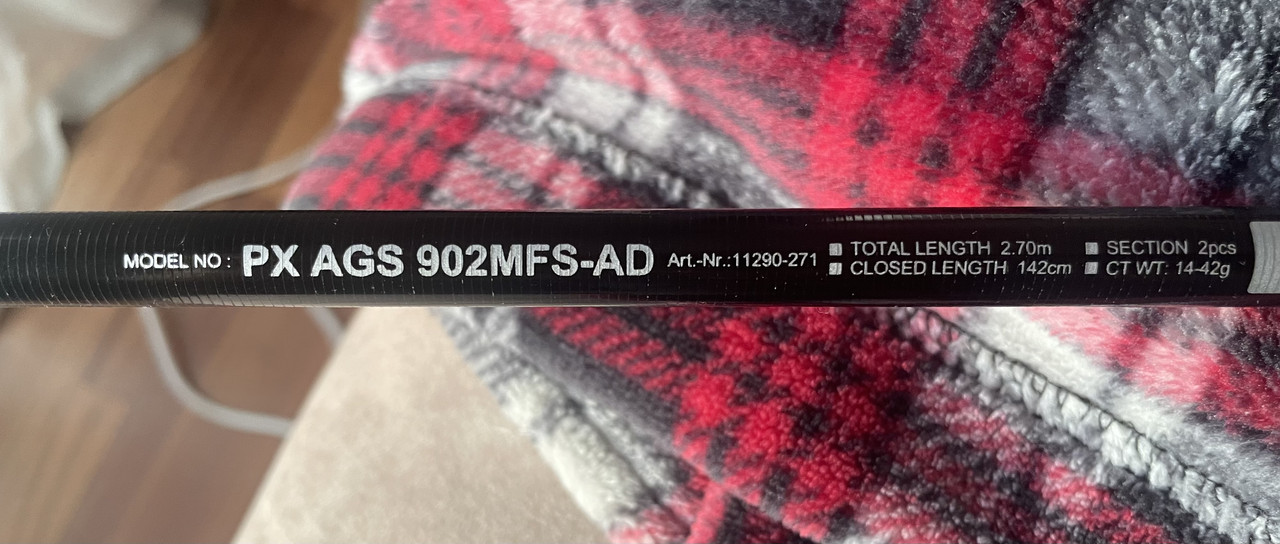 MODEL NO : PX AGS 902MFS-AD Art.-Nr.:11290-271
■ TOTAL LENGTH 2.70m ■ SECTION 2pcs
■ CLOSED LENGTH 142cm ■ CT WT: 14-42g